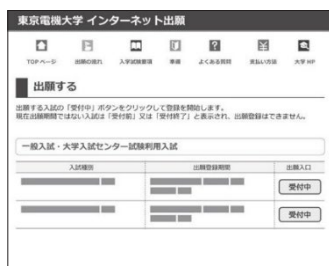 東京電機大学 インターネット出願
TOPページ 出願の流れ 入学試験要項 準備 よくある質問 支払い方法 大学HP
出願する
出願する入試の「受付中」ボタンをクリックして登録を開始します。
現在出願期間ではない入試は「受付前」又は「受付終了」と表示され、出願登録はできません。
一般入試・大学入試センター試験利用入試
入試種別 出願登録期間 出願入口
受付中
受付中